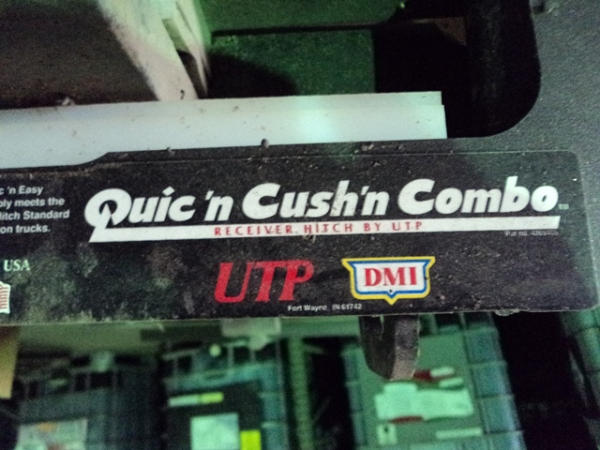 c 'n Easy
ply meets the
Hitch Standard
on trucks.
USA
Quic 'n Cush'n Combo
RECEIVER HITCH BY UTP
UTP
DMI
Fort Wayne, IN 61742